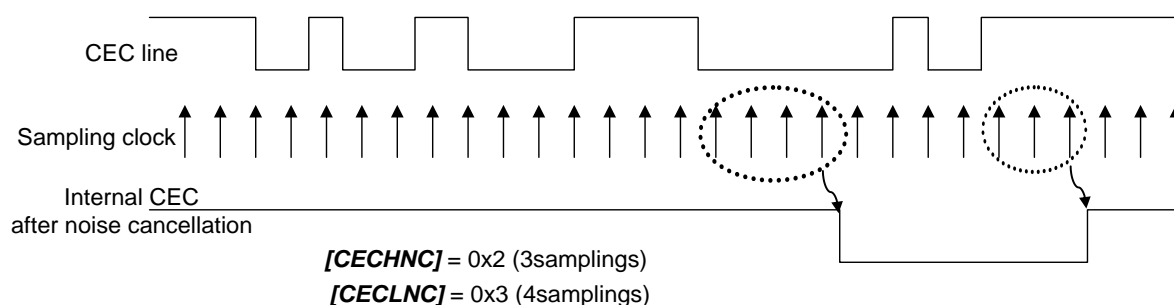 CEC line
Sampling clock
Internal CEC
after noise cancellation
[CECHNC] = 0x2 (3samplings)
[CECLNC] = 0x3 (4samplings)